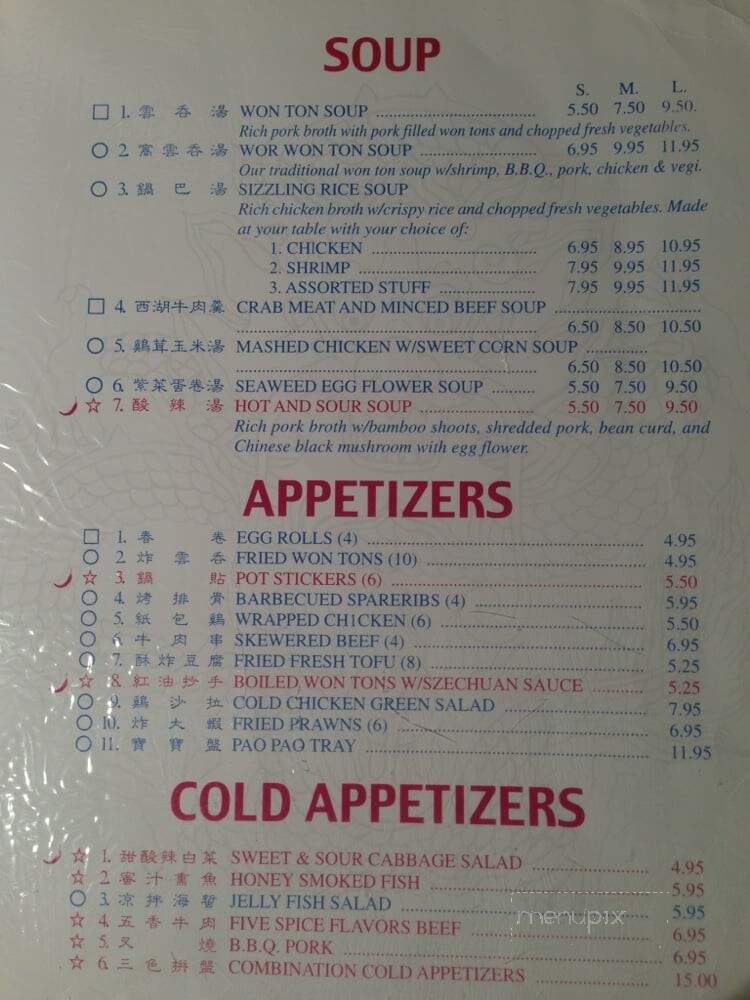 SOUP
S. M. L.
1. 雲吞湯 WON TON SOUP 5.50 7.50 9.50.
Rich pork broth with pork filled won tons and chopped fresh vegetables.
2. 窩雲吞湯 WOR WON TON SOUP 6.95 9.95 11.95
Our traditional won ton soup w/shrimp, B.B.Q., pork, chicken & vegi.
3. 鍋巴湯 SIZZLING RICE SOUP
Rich chicken broth w/crispy rice and chopped fresh vegetables. Made
at your table with your choice of:
1. CHICKEN 6.95 8.95 10.95
2. SHRIMP 7.95 9.95 11.95
3. ASSORTED STUFF 7.95 9.95 11.95
4. 西湖牛肉羹 CRAB MEAT AND MINCED BEEF SOUP
6.50 8.50 10.50
5. 鷄茸玉米湯 MASHED CHICKEN W/SWEET CORN SOUP
6.50 8.50 10.50
6. 紫菜蛋卷湯 SEAWEED EGG FLOWER SOUP 5.50 7.50 9.50
7. 酸辣湯 HOT AND SOUR SOUP 5.50 7.50 9.50
Rich pork broth w/bamboo shoots, shredded pork, bean curd, and
Chinese black mushroom with egg flower.
APPETIZERS
1. 春卷 EGG ROLLS (4) 4.95
2. 炸雲吞 FRIED WON TONS (10) 4.95
3. 鍋貼 POT STICKERS (6) 5.50
4. 烤排骨 BARBECUED SPARERIBS (4) 5.95
5. 紙包鷄 WRAPPED CH1CKEN (6) 5.50
6. 牛肉串 SKEWERED BEEF (4) 6.95
7. 酥炸豆腐 FRIED FRESH TOFU (8) 5.25
8. 紅油抄手 BOILED WON TONS W/SZECHUAN SAUCE 5.25
9. 鷄沙拉 COLD CHICKEN GREEN SALAD 7.95
10. 炸大蝦 FRIED PRAWNS (6) 6.95
11. 寶寶盤 PAO PAO TRAY 11.95
COLD APPETIZERS
1. 甜酸辣白菜 SWEET & SOUR CABBAGE SALAD 4.95
2. 蜜汁熏魚 HONEY SMOKED FISH 5.95
3. 凉拌海蜇 JELLY FISH SALAD 5.95
4. 五香牛肉 FIVE SPICE FLAVORS BEEF 6.95
5. 叉燒 B.B.Q. PORK 6.95
6. 三色拼盤 COMBINATION COLD APPETIZERS 15.00
menupix